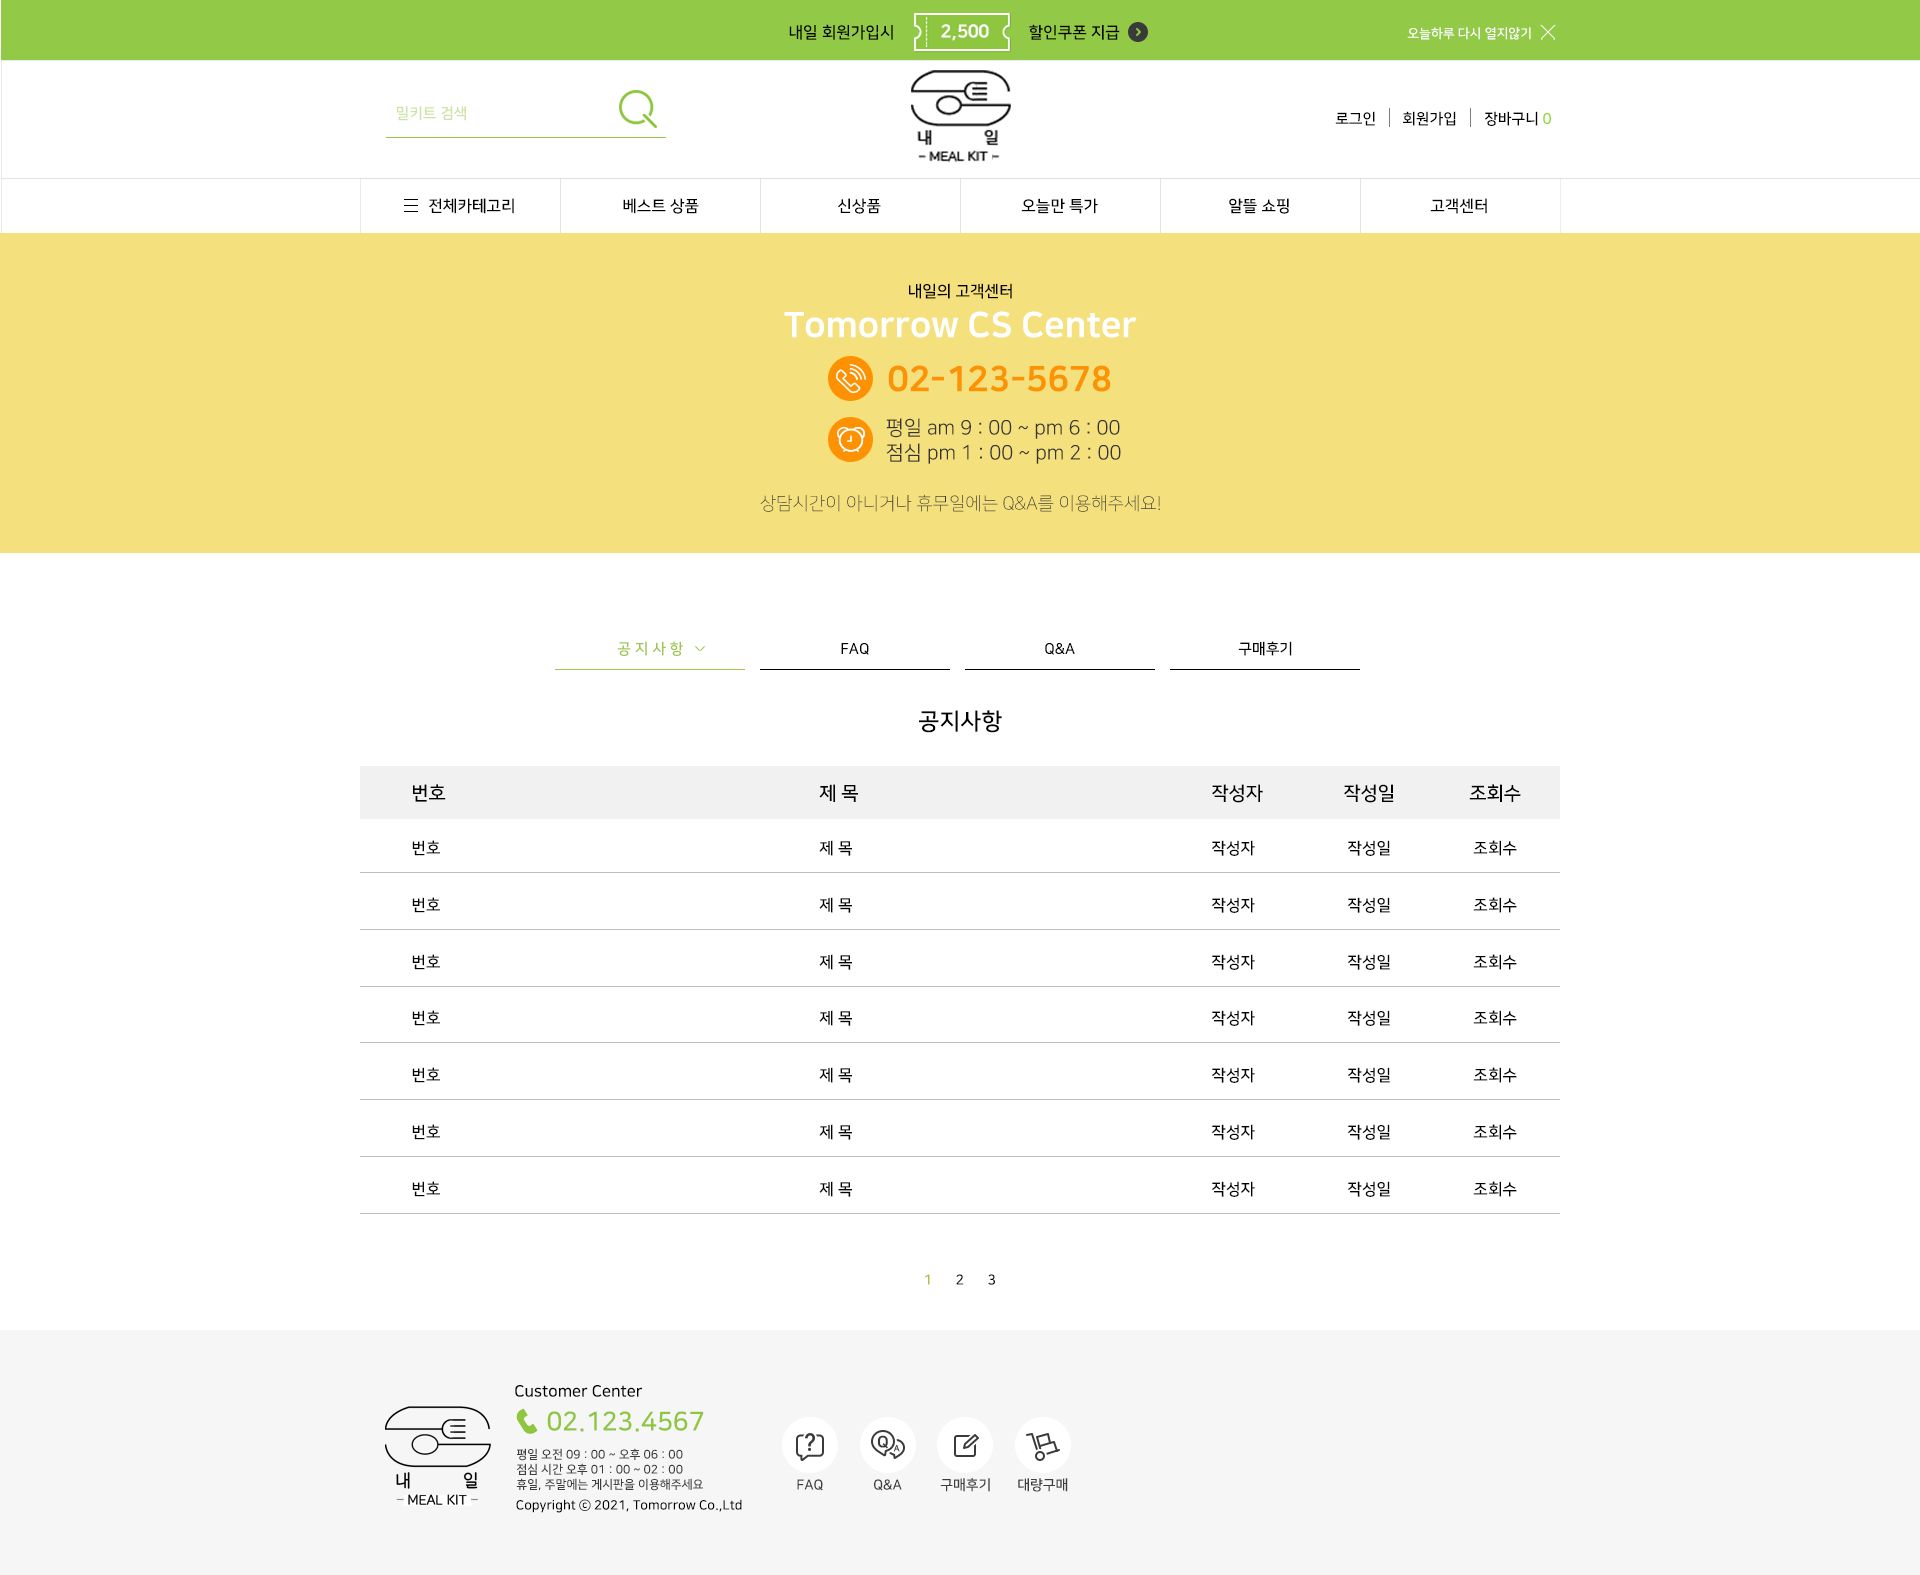 내일 회원가입시 2,500 할인쿠폰 지급 오늘하루 다시 열지않기
밀키트 검색
내 일
- MEAL KIT -
로그인 회원가입 장바구니 0
전체카테고리 베스트 상품 신상품 오늘만 특가 알뜰 쇼핑 고객센터
내일의 고객센터
Tomorrow CS Center
02-123-5678
평일 am 9 : 00 ~ pm 6 : 00
점심 pm 1 : 00 ~ pm 2 : 00
상담시간이 아니거나 휴무일에는 Q&A를 이용해주세요!
공 지 사 항 FAQ Q&A 구매후기
공지사항
번호 제 목 작성자 작성일 조회수
번호 제 목 작성자 작성일 조회수
번호 제 목 작성자 작성일 조회수
번호 제 목 작성자 작성일 조회수
번호 제 목 작성자 작성일 조회수
번호 제 목 작성자 작성일 조회수
번호 제 목 작성자 작성일 조회수
번호 제 목 작성자 작성일 조회수
1 2 3
내 일
- MEAL KIT -
Customer Center
02.123.4567
평일 오전 09 : 00 ~ 오후 06 : 00
점심 시간 오후 01 : 00 ~ 02 : 00
휴일, 주말에는 게시판을 이용해주세요
Copyright ⓒ 2021, Tomorrow Co.,Ltd
? Q A
FAQ Q&A 구매후기 대량구매